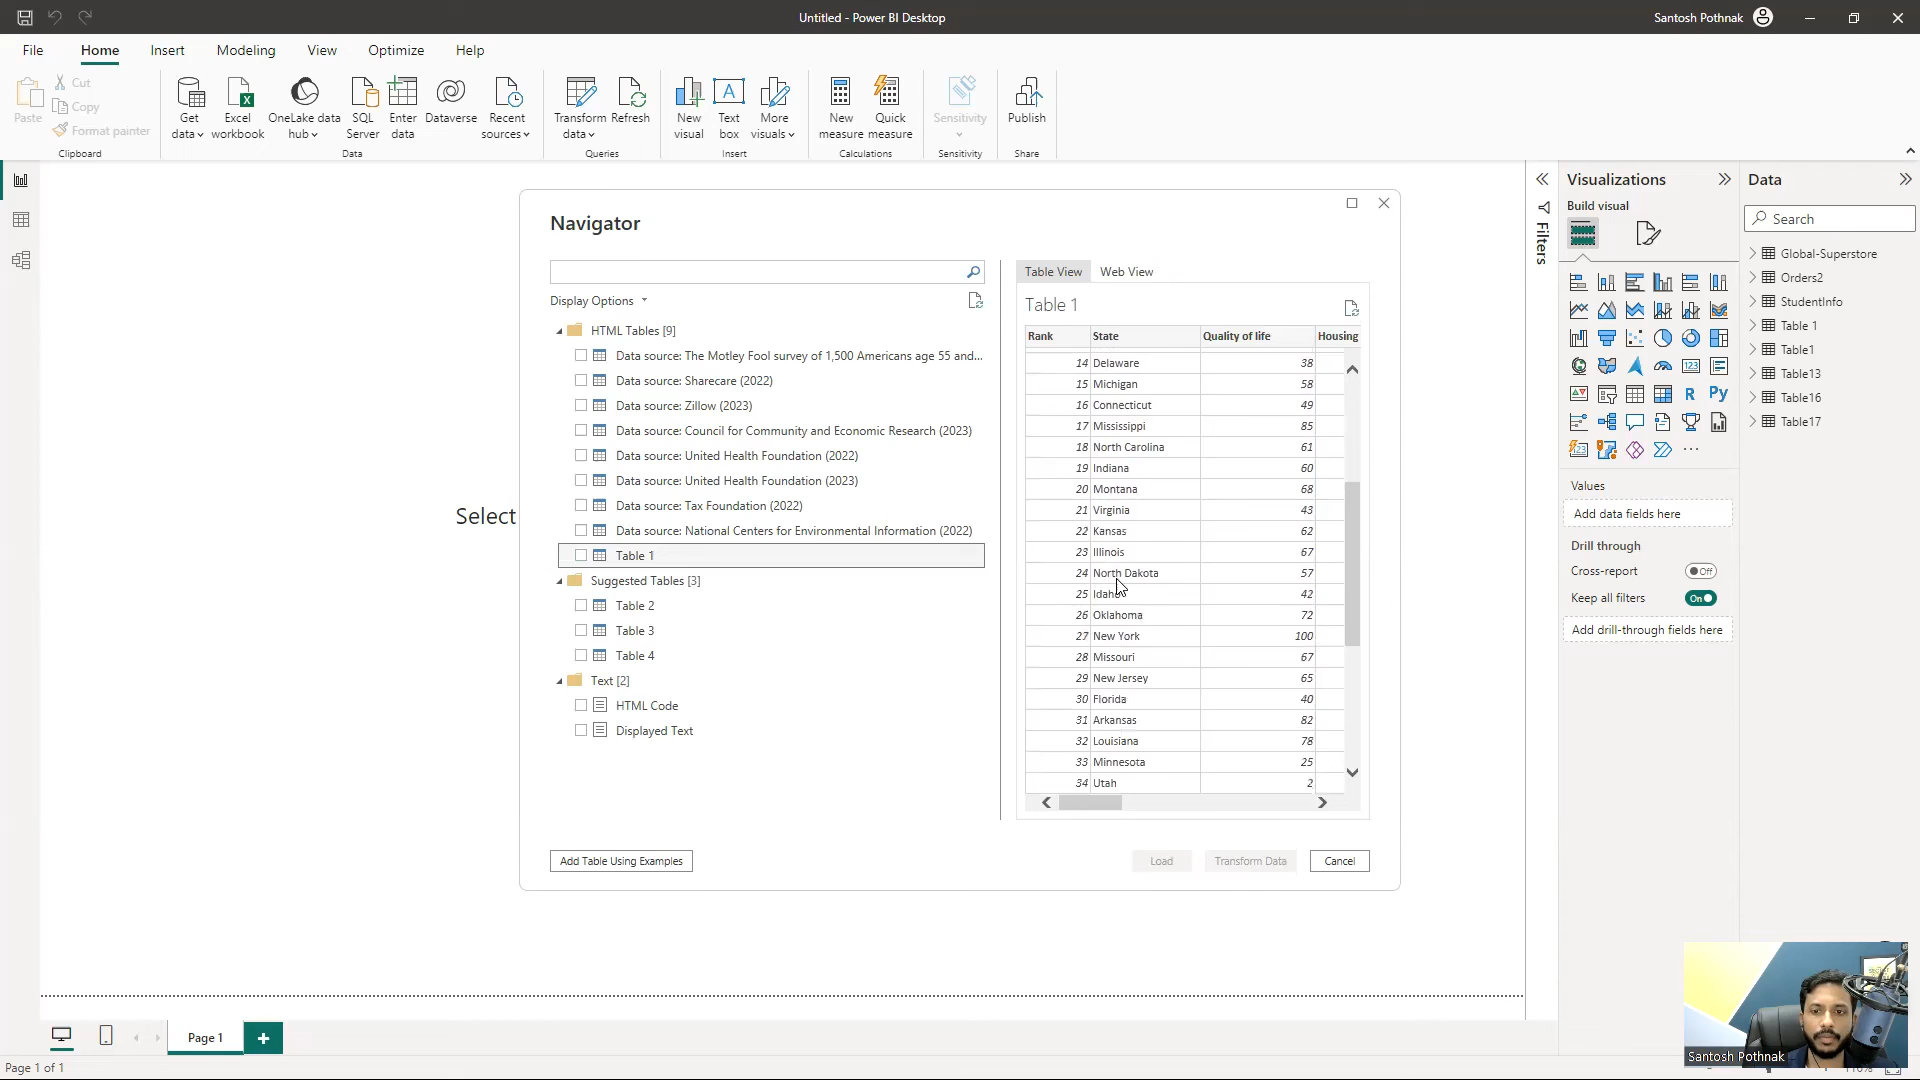 Untitled - Power BI Desktop
Santosh Pothnak
File
Home
Insert
Modeling
View
Optimize
Help
Paste
Cut
Copy
Format painter
Get data
Excel workbook
OneLake data hub
SQL Server
Enter data
Dataverse
Recent sources
Transform data
Refresh
New visual
Text box
More visuals
New measure
Quick measure
Sensitivity
Publish
Clipboard
Data
Queries
Insert
Calculations
Sensitivity
Share
Select
Navigator
Display Options
HTML Tables [9]
Data source: The Motley Fool survey of 1,500 Americans age 55 and...
Data source: Sharecare (2022)
Data source: Zillow (2023)
Data source: Council for Community and Economic Research (2023)
Data source: United Health Foundation (2022)
Data source: United Health Foundation (2023)
Data source: Tax Foundation (2022)
Data source: National Centers for Environmental Information (2022)
Table 1
Suggested Tables [3]
Table 2
Table 3
Table 4
Text [2]
HTML Code
Displayed Text
Add Table Using Examples
Table View
Web View
Table 1
Rank State Quality of life Housing
14 Delaware 38
15 Michigan 58
16 Connecticut 49
17 Mississippi 85
18 North Carolina 61
19 Indiana 60
20 Montana 68
21 Virginia 43
22 Kansas 62
23 Illinois 67
24 North Dakota 57
25 Idaho 42
26 Oklahoma 72
27 New York 100
28 Missouri 67
29 New Jersey 65
30 Florida 40
31 Arkansas 82
32 Louisiana 78
33 Minnesota 25
34 Utah 2
Load
Transform Data
Cancel
Filters
Visualizations
Build visual
123
R
Py
123
Values
Add data fields here
Drill through
Cross-report
Off
Keep all filters
On
Add drill-through fields here
Data
Search
Global-Superstore
Orders2
StudentInfo
Table 1
Table1
Table13
Table16
Table17
Page 1
Page 1 of 1
Santosh Pothnak